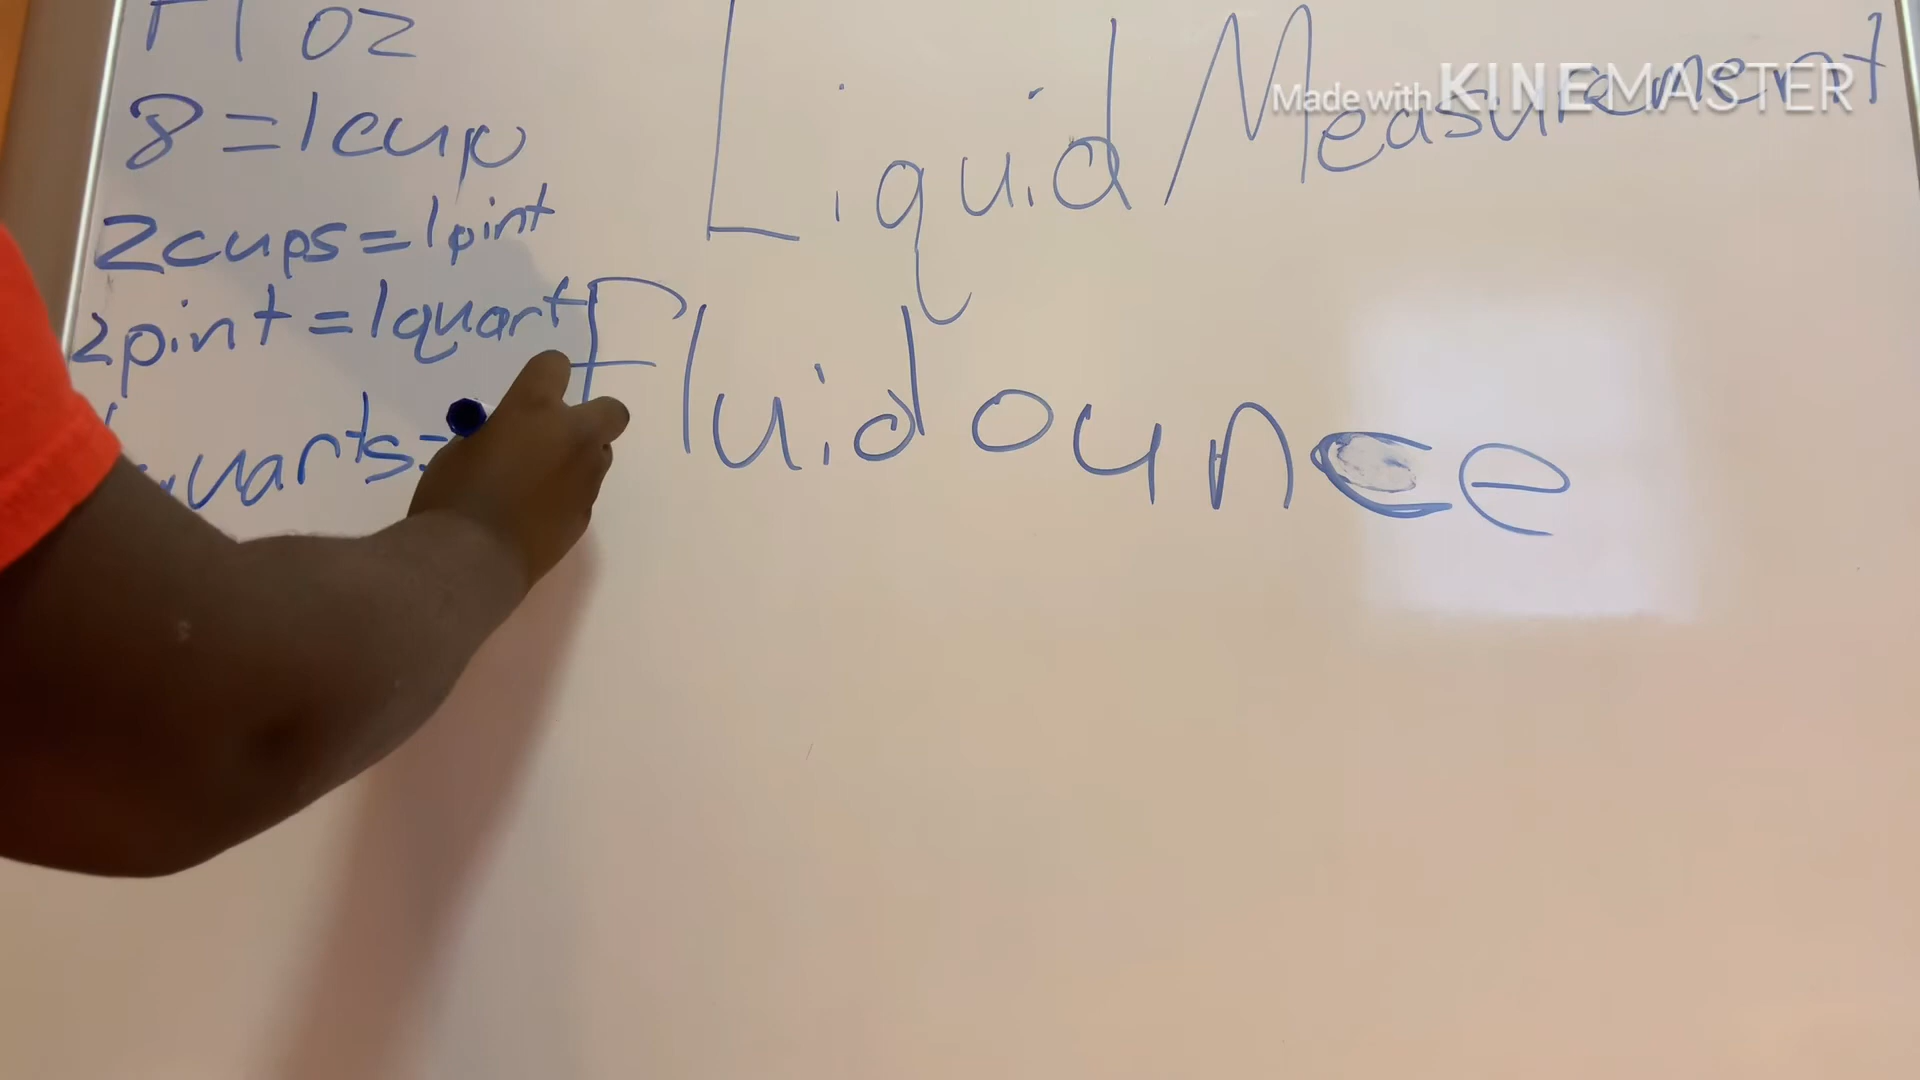 Fl oz
Liquid Measurement
Made with KINEMASTER
8 = 1 cup
2 cups = 1 pint
2 pint = 1 quart
Fluid ounce
quarts =